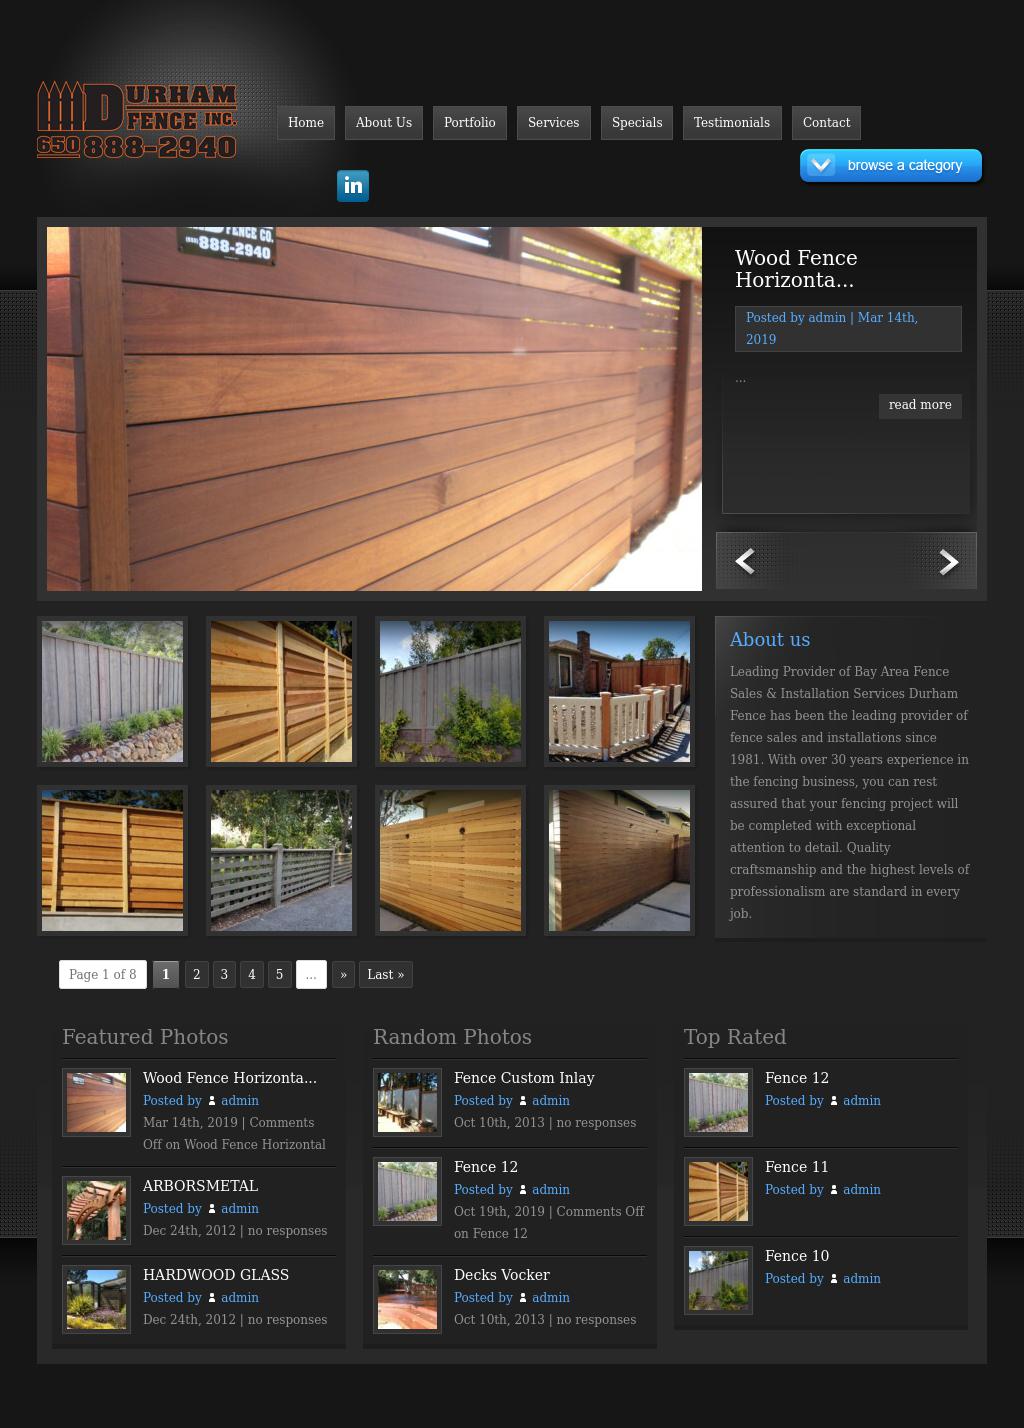 DURHAM
FENCE INC.
650 888-2940
Home
About Us
Portfolio
Services
Specials
Testimonials
Contact
browse a category
in
FENCE CO.
888-2940
Wood Fence
Horizonta...
Posted by admin | Mar 14th,
2019
...
read more
About us
Leading Provider of Bay Area Fence
Sales & Installation Services Durham
Fence has been the leading provider of
fence sales and installations since
1981. With over 30 years experience in
the fencing business, you can rest
assured that your fencing project will
be completed with exceptional
attention to detail. Quality
craftsmanship and the highest levels of
professionalism are standard in every
job.
Page 1 of 8 1 2 3 4 5 ... » Last »
Featured Photos
Wood Fence Horizonta...
Posted by admin
Mar 14th, 2019 | Comments
Off on Wood Fence Horizontal
ARBORSMETAL
Posted by admin
Dec 24th, 2012 | no responses
HARDWOOD GLASS
Posted by admin
Dec 24th, 2012 | no responses
Random Photos
Fence Custom Inlay
Posted by admin
Oct 10th, 2013 | no responses
Fence 12
Posted by admin
Oct 19th, 2019 | Comments Off
on Fence 12
Decks Vocker
Posted by admin
Oct 10th, 2013 | no responses
Top Rated
Fence 12
Posted by admin
Fence 11
Posted by admin
Fence 10
Posted by admin